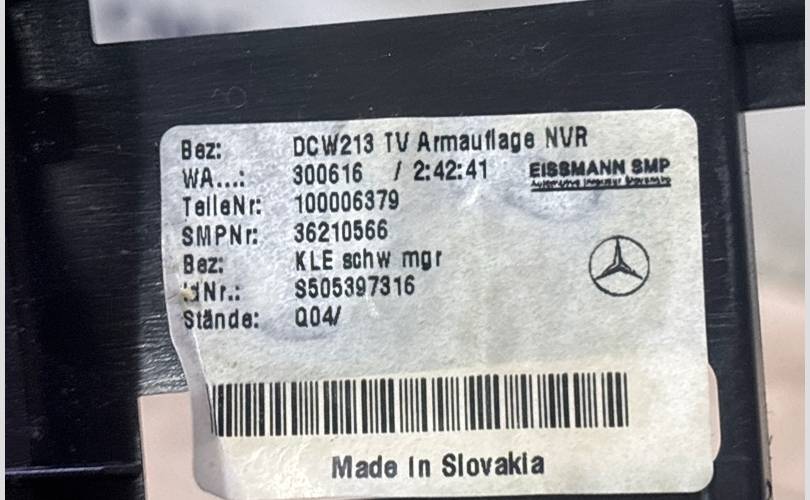 Bez: DCW213 TV Armauflage NVR
WA...: 300616 / 2:42:41
EISSMANN SMP
TeileNr: 100006379
SMPNr: 36210566
Bez: KLE schw mgr
IdNr.: S505397316
Stände: Q04/
Made in Slovakia